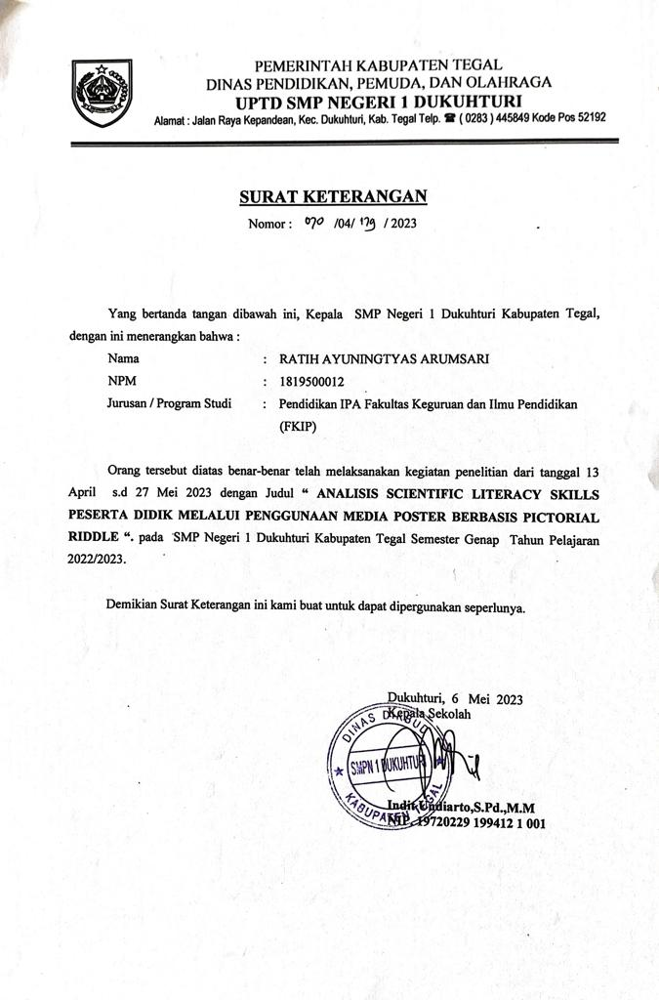 PEMERINTAH KABUPATEN TEGAL
DINAS PENDIDIKAN, PEMUDA, DAN OLAHRAGA
UPTD SMP NEGERI 1 DUKUHTURI
Alamat : Jalan Raya Kepandean, Kec. Dukuhturi, Kab. Tegal Telp. ☎ ( 0283 ) 445849 Kode Pos 52192
SURAT KETERANGAN
Nomor : 070 /04/ 179 / 2023
Yang bertanda tangan dibawah ini, Kepala SMP Negeri 1 Dukuhturi Kabupaten Tegal,
dengan ini menerangkan bahwa :
Nama : RATIH AYUNINGTYAS ARUMSARI
NPM : 1819500012
Jurusan / Program Studi : Pendidikan IPA Fakultas Keguruan dan Ilmu Pendidikan
(FKIP)
Orang tersebut diatas benar-benar telah melaksanakan kegiatan penelitian dari tanggal 13
April s.d 27 Mei 2023 dengan Judul “ ANALISIS SCIENTIFIC LITERACY SKILLS
PESERTA DIDIK MELALUI PENGGUNAAN MEDIA POSTER BERBASIS PICTORIAL
RIDDLE “. pada SMP Negeri 1 Dukuhturi Kabupaten Tegal Semester Genap Tahun Pelajaran
2022/2023.
Demikian Surat Keterangan ini kami buat untuk dapat dipergunakan seperlunya.
Dukuhturi, 6 Mei 2023
Kepala Sekolah
DINAS DIKBUD
SMPN 1 DUKUHTURI
KABUPATEN TEGAL
Undiarto,S.Pd.,M.M
NIP. 19720229 199412 1 001